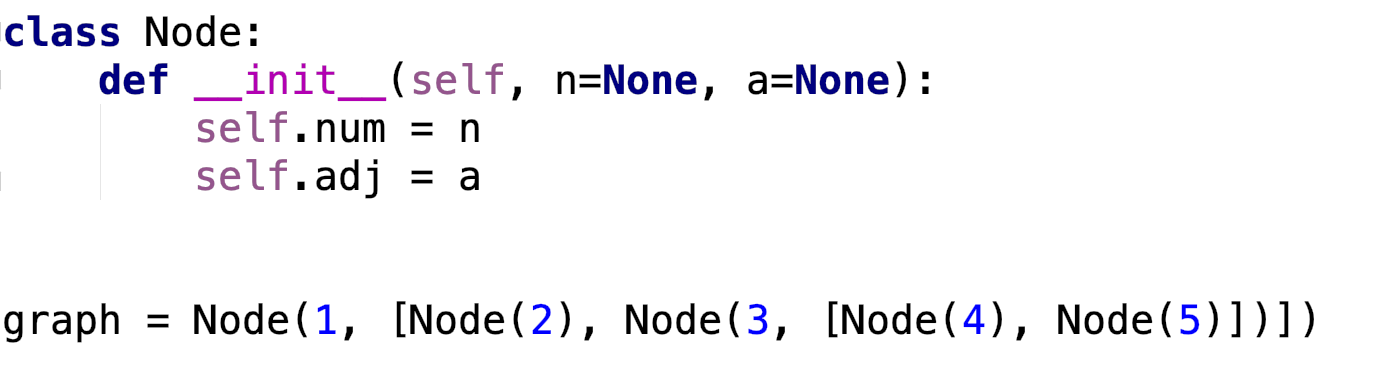 class Node:
    def __init__(self, n=None, a=None):
        self.num = n
        self.adj = a
graph = Node(1, [Node(2), Node(3, [Node(4), Node(5)])])